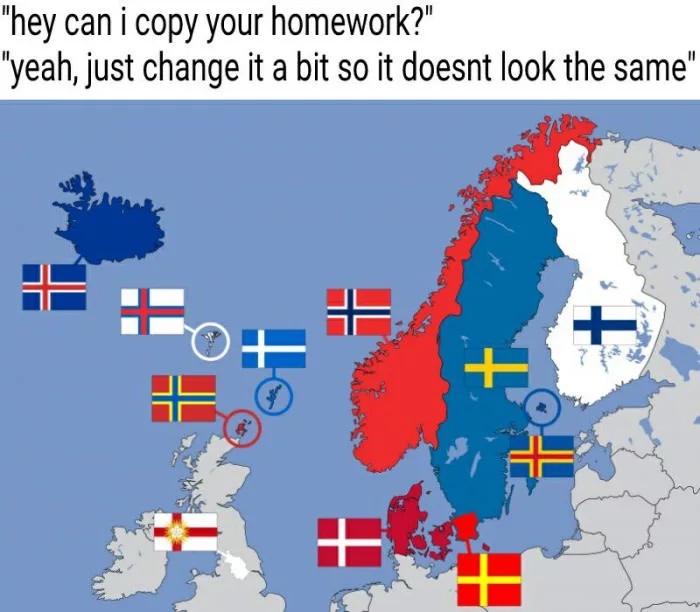 "hey can i copy your homework?"
"yeah, just change it a bit so it doesnt look the same"